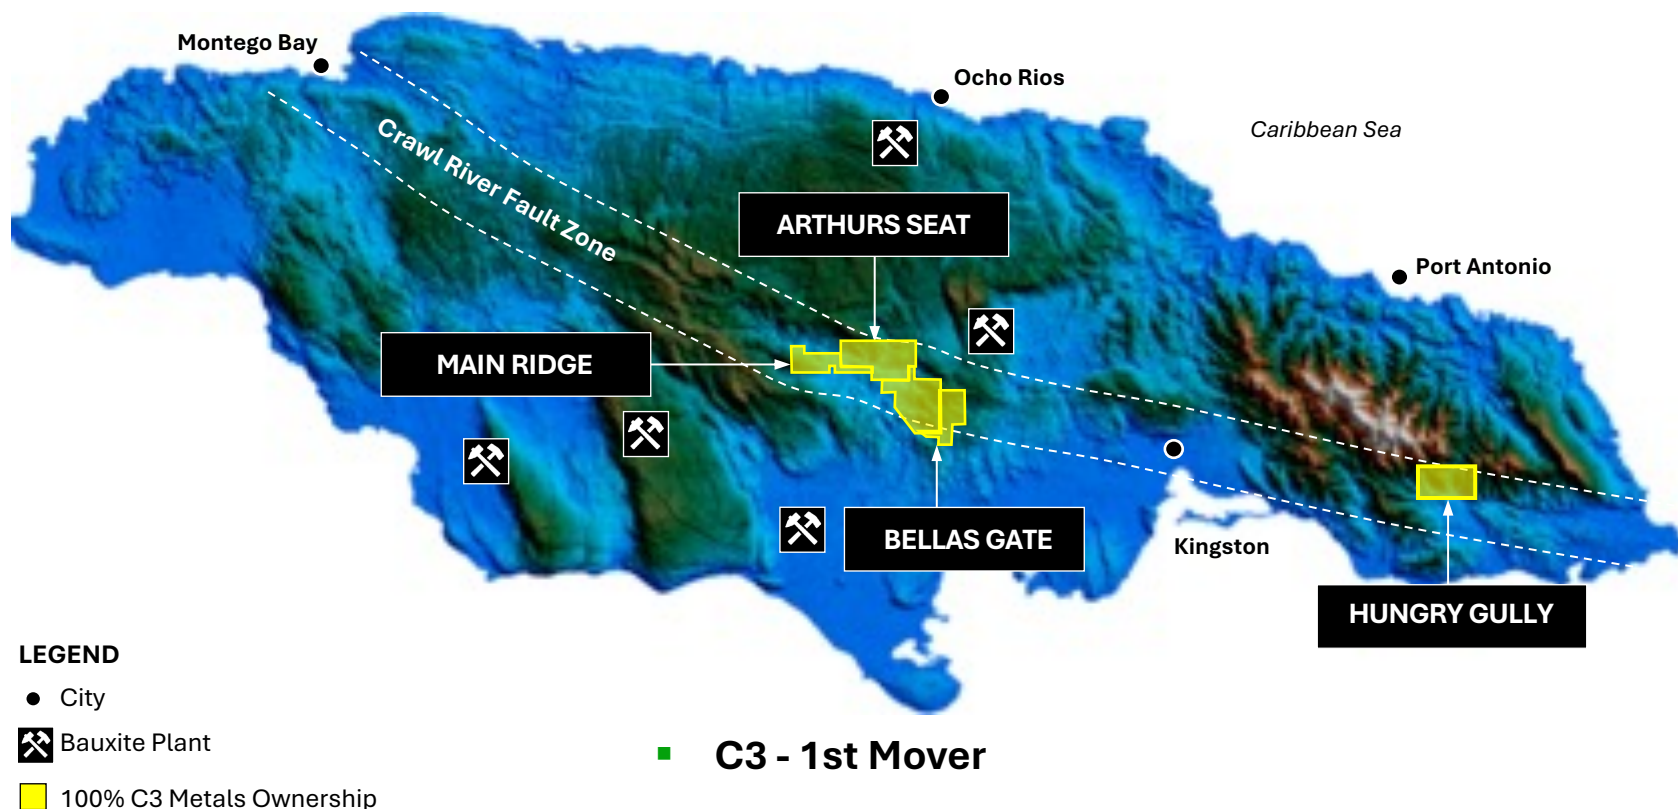 Montego Bay
Ocho Rios
Caribbean Sea
Crawl River Fault Zone
ARTHURS SEAT
Port Antonio
MAIN RIDGE
BELLAS GATE
Kingston
HUNGRY GULLY
LEGEND
City
Bauxite Plant
100% C3 Metals Ownership
C3 - 1st Mover